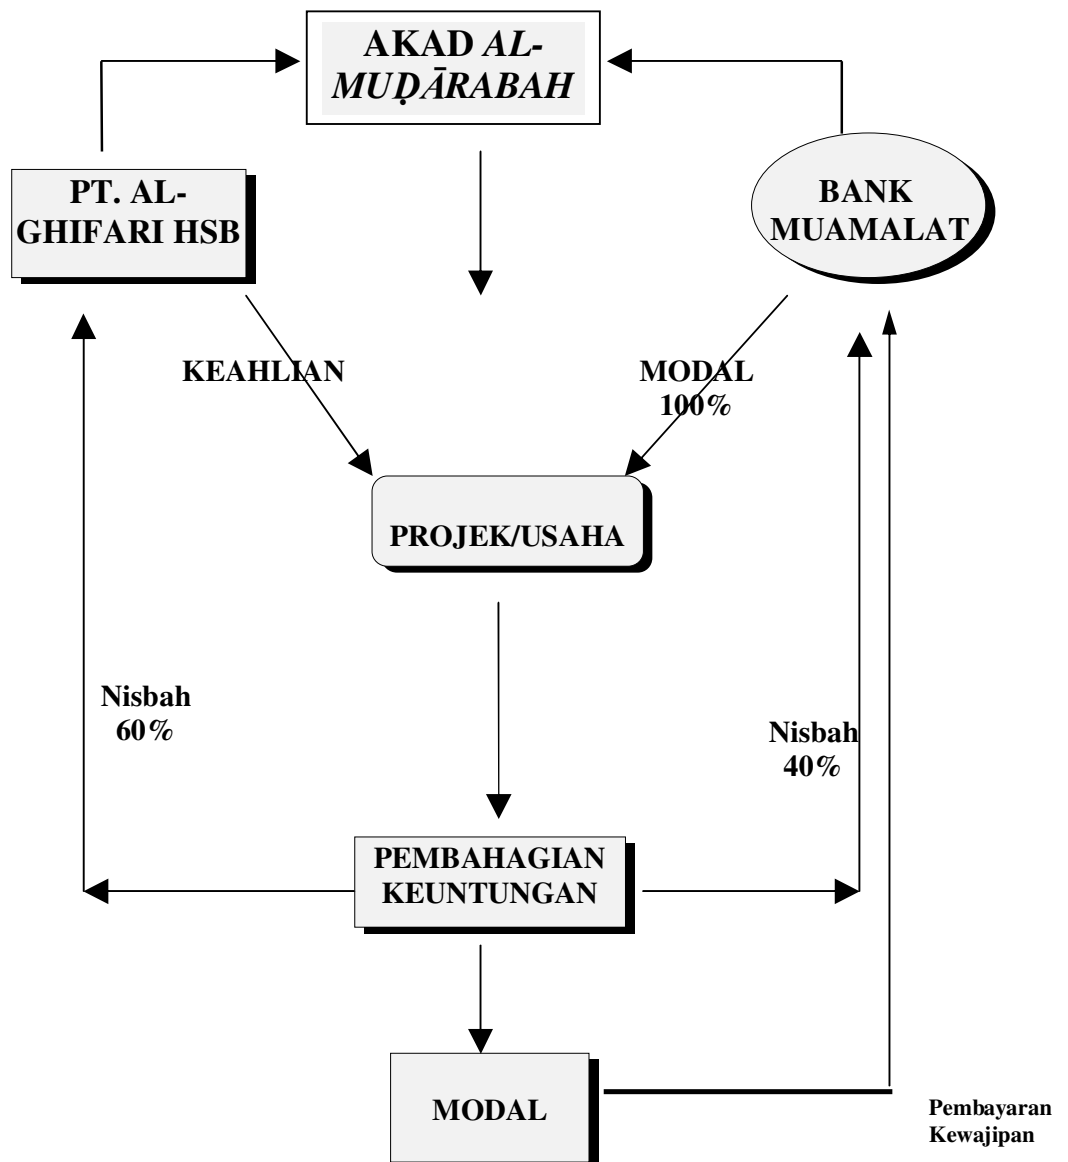 AKAD AL-
MUḌĀRABAH
PT. AL-
GHIFARI HSB
BANK
MUAMALAT
KEAHLIAN
MODAL
100%
PROJEK/USAHA
Nisbah
60%
Nisbah
40%
PEMBAHAGIAN
KEUNTUNGAN
MODAL
Pembayaran
Kewajipan